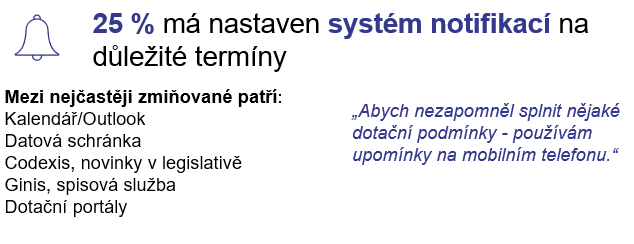 25 % má nastaven systém notifikací na
důležité termíny
Mezi nejčastěji zmiňované patří:
Kalendář/Outlook
Datová schránka
Codexis, novinky v legislativě
Ginis, spisová služba
Dotační portály
„Abych nezapomněl splnit nějaké
dotační podmínky - používám
upomínky na mobilním telefonu.“